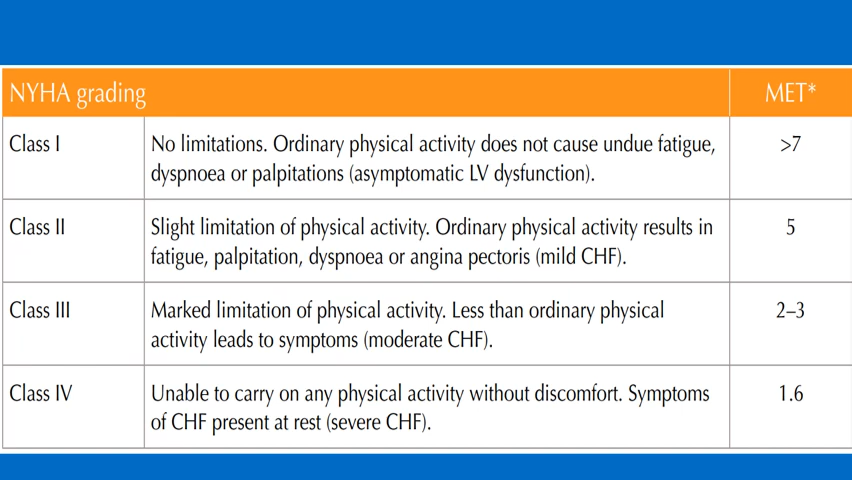 NYHA grading MET*
Class I No limitations. Ordinary physical activity does not cause undue fatigue, >7
dyspnoea or palpitations (asymptomatic LV dysfunction).
Class II Slight limitation of physical activity. Ordinary physical activity results in 5
fatigue, palpitation, dyspnoea or angina pectoris (mild CHF).
Class III Marked limitation of physical activity. Less than ordinary physical 2–3
activity leads to symptoms (moderate CHF).
Class IV Unable to carry on any physical activity without discomfort. Symptoms 1.6
of CHF present at rest (severe CHF).